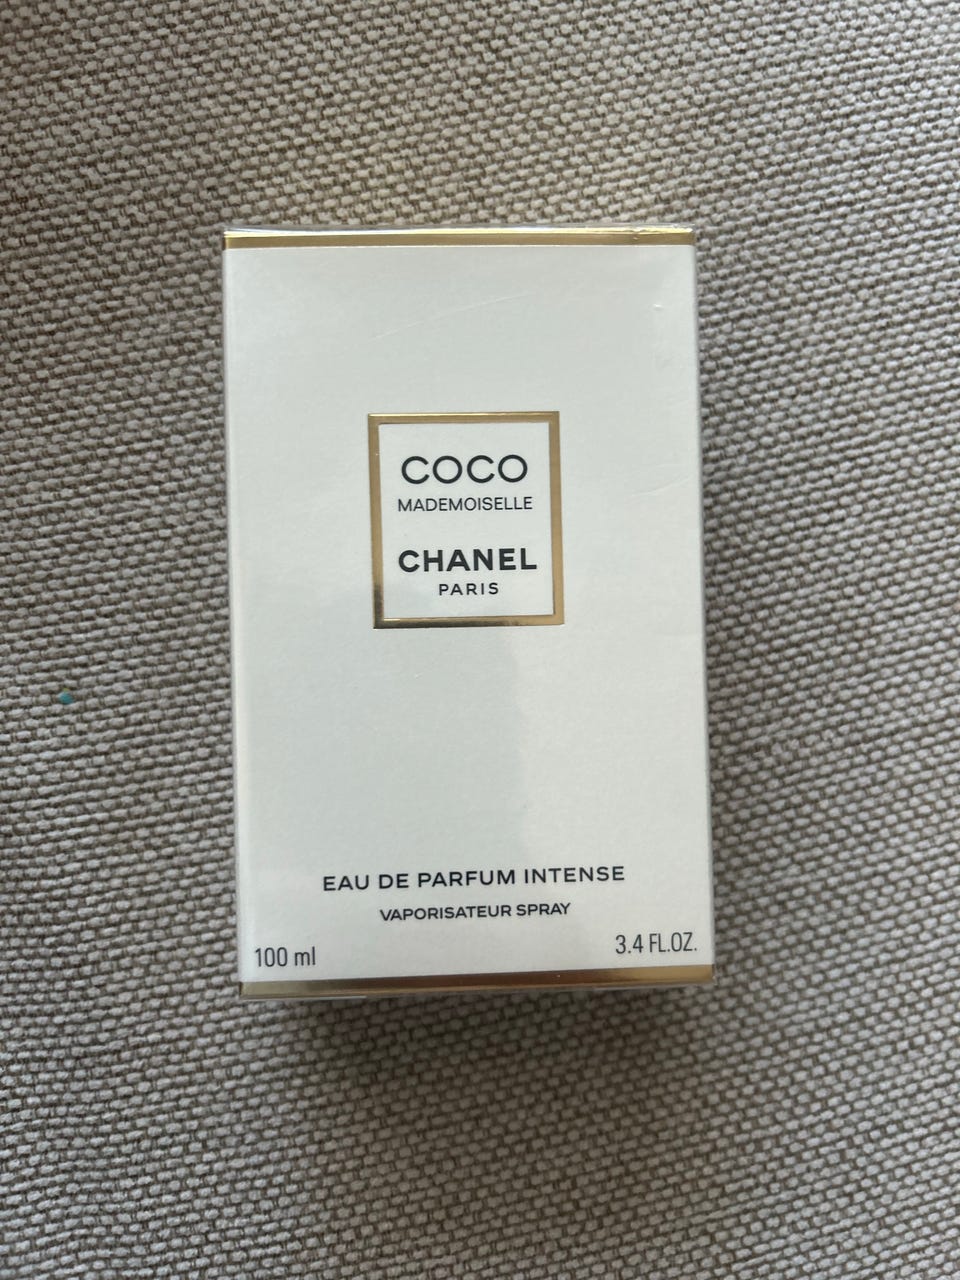 COCO
MADEMOISELLE
CHANEL
PARIS
EAU DE PARFUM INTENSE
VAPORISATEUR SPRAY
100 ml 3.4 FL.OZ.